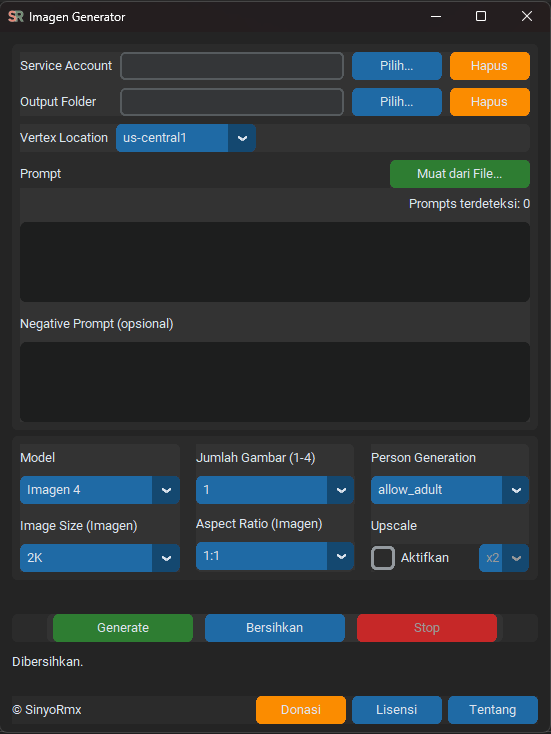 SR Imagen Generator
Service Account Pilih... Hapus
Output Folder Pilih... Hapus
Vertex Location us-central1
Prompt Muat dari File...
Prompts terdeteksi: 0
Negative Prompt (opsional)
Model Jumlah Gambar (1-4) Person Generation
Imagen 4 1 allow_adult
Image Size (Imagen) Aspect Ratio (Imagen) Upscale
2K 1:1 Aktifkan x2
Generate Bersihkan Stop
Dibersihkan.
© SinyoRmx Donasi Lisensi Tentang